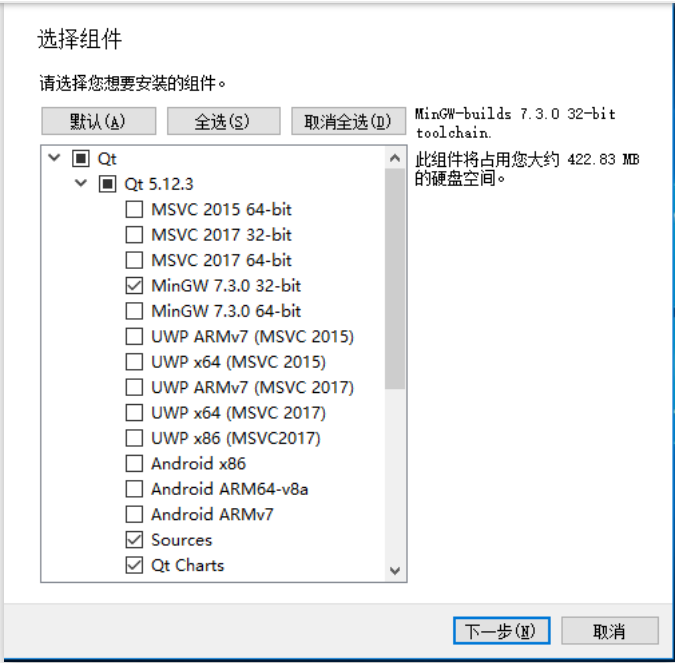 选择组件
请选择您想要安装的组件。
默认(A) 全选(S) 取消全选(D)
Qt
Qt 5.12.3
MSVC 2015 64-bit
MSVC 2017 32-bit
MSVC 2017 64-bit
MinGW 7.3.0 32-bit
MinGW 7.3.0 64-bit
UWP ARMv7 (MSVC 2015)
UWP x64 (MSVC 2015)
UWP ARMv7 (MSVC 2017)
UWP x64 (MSVC 2017)
UWP x86 (MSVC2017)
Android x86
Android ARM64-v8a
Android ARMv7
Sources
Qt Charts
MinGW-builds 7.3.0 32-bit
toolchain.
此组件将占用您大约 422.83 MB
的硬盘空间。
下一步(N) 取消